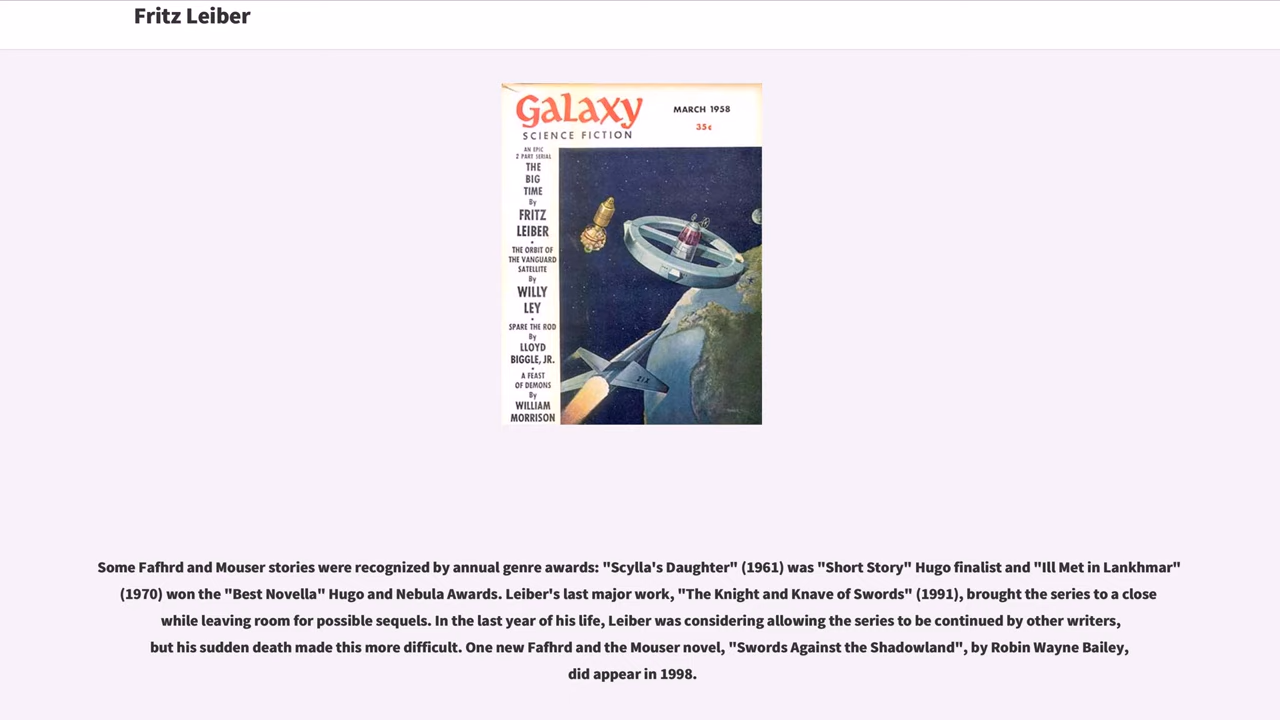 Fritz Leiber
Galaxy
SCIENCE FICTION
MARCH 1958
35¢
AN EPIC
2 PART SERIAL
THE
BIG
TIME
By
FRITZ
LEIBER
THE ORBIT OF
THE VANGUARD
SATELLITE
By
WILLY
LEY
SPARE THE ROD
By
LLOYD
BIGGLE, JR.
A FEAST
OF DEMONS
By
WILLIAM
MORRISON
Some Fafhrd and Mouser stories were recognized by annual genre awards: "Scylla's Daughter" (1961) was "Short Story" Hugo finalist and "Ill Met in Lankhmar"
(1970) won the "Best Novella" Hugo and Nebula Awards. Leiber's last major work, "The Knight and Knave of Swords" (1991), brought the series to a close
while leaving room for possible sequels. In the last year of his life, Leiber was considering allowing the series to be continued by other writers,
but his sudden death made this more difficult. One new Fafhrd and the Mouser novel, "Swords Against the Shadowland", by Robin Wayne Bailey,
did appear in 1998.